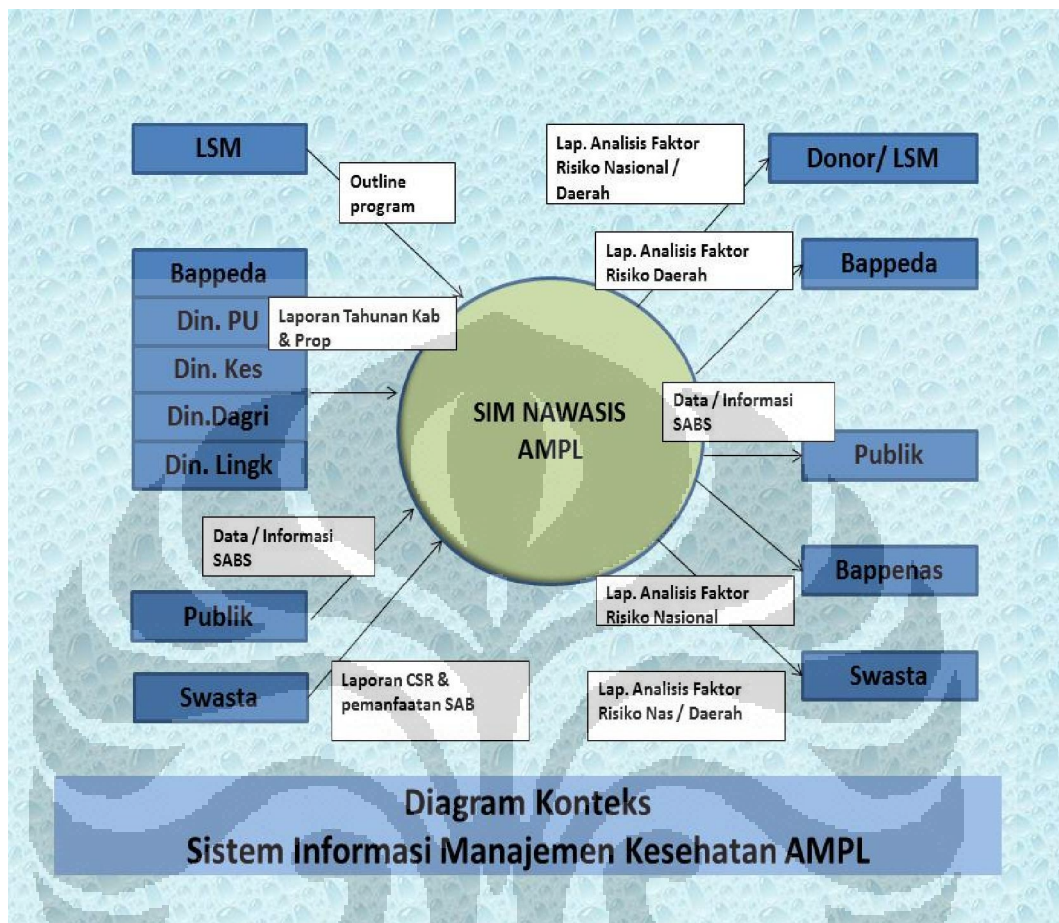 LSM
Outline
program
Bappeda
Din. PU
Din. Kes
Din.Dagri
Din. Lingk
Laporan Tahunan Kab
& Prop
Data / Informasi
SABS
Publik
Swasta
Laporan CSR &
pemanfaatan SAB
SIM NAWASIS
AMPL
Lap. Analisis Faktor
Risiko Nasional /
Daerah
Donor/ LSM
Lap. Analisis Faktor
Risiko Daerah
Bappeda
Data / Informasi
SABS
Publik
Bappenas
Lap. Analisis Faktor
Risiko Nasional
Swasta
Lap. Analisis Faktor
Risiko Nas / Daerah
Diagram Konteks
Sistem Informasi Manajemen Kesehatan AMPL